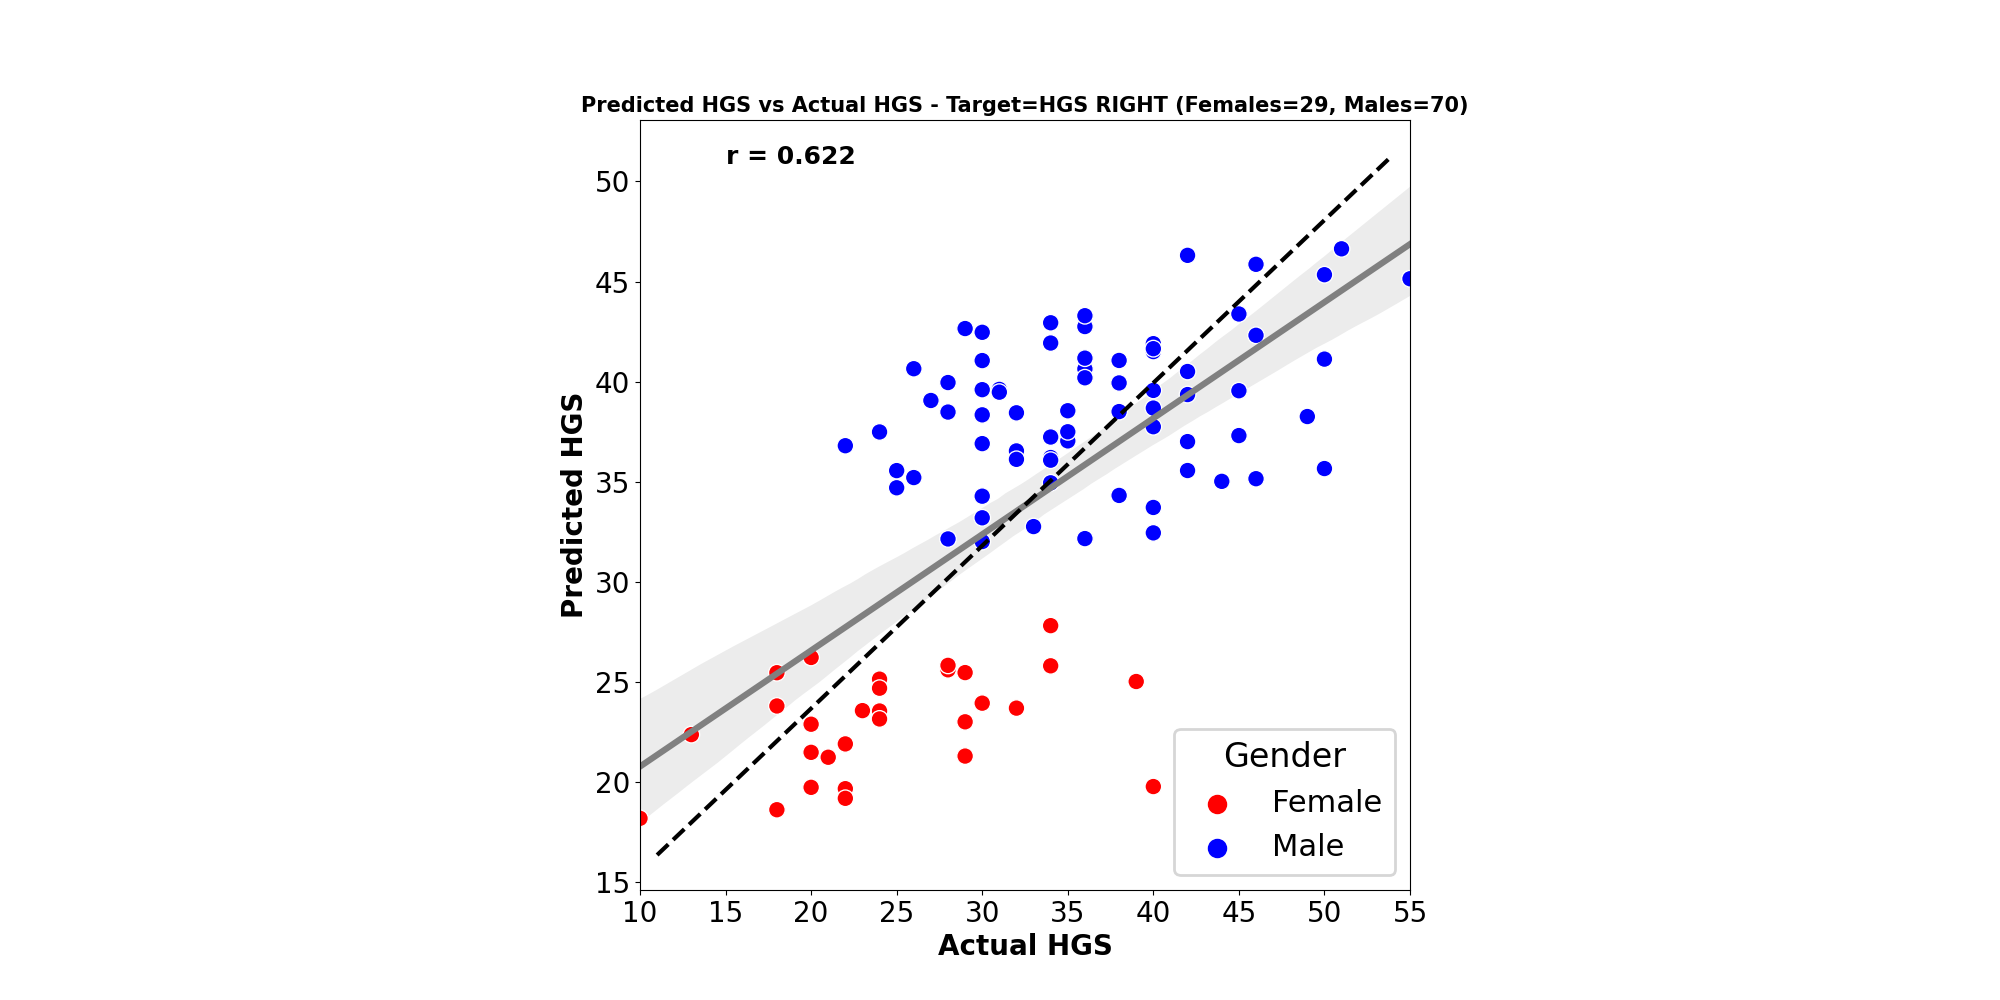 Predicted HGS vs Actual HGS - Target=HGS RIGHT (Females=29, Males=70)
r = 0.622
50
45
40
35
30
25
20
15
Predicted HGS
Gender
Female
Male
10 15 20 25 30 35 40 45 50 55
Actual HGS